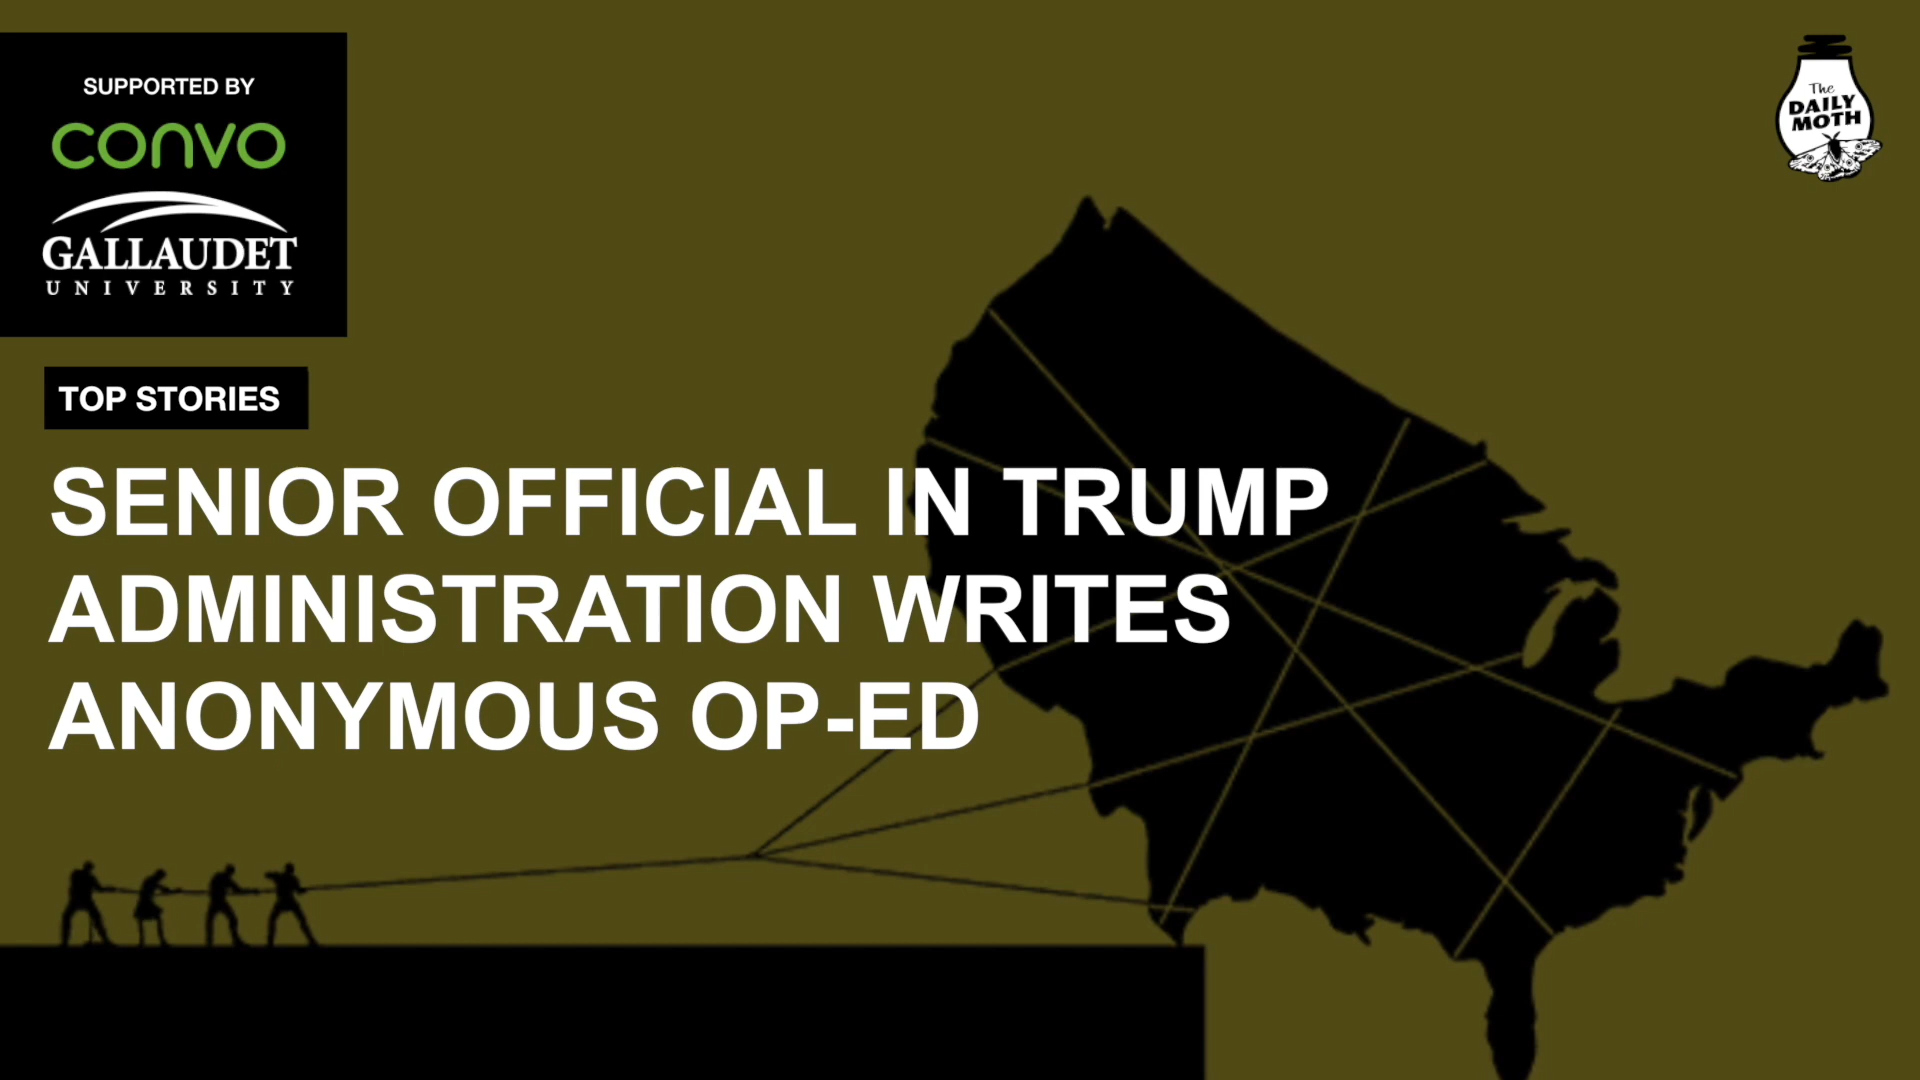 SUPPORTED BY
convo
GALLAUDET
UNIVERSITY
The
DAILY
MOTH
TOP STORIES
SENIOR OFFICIAL IN TRUMP
ADMINISTRATION WRITES
ANONYMOUS OP-ED